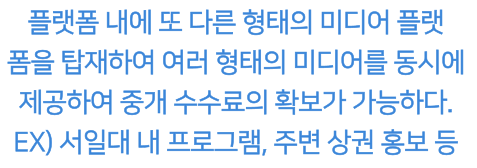 플랫폼 내에 또 다른 형태의 미디어 플랫
폼을 탑재하여 여러 형태의 미디어를 동시에
제공하여 중개 수수료의 확보가 가능하다.
EX) 서일대 내 프로그램, 주변 상권 홍보 등